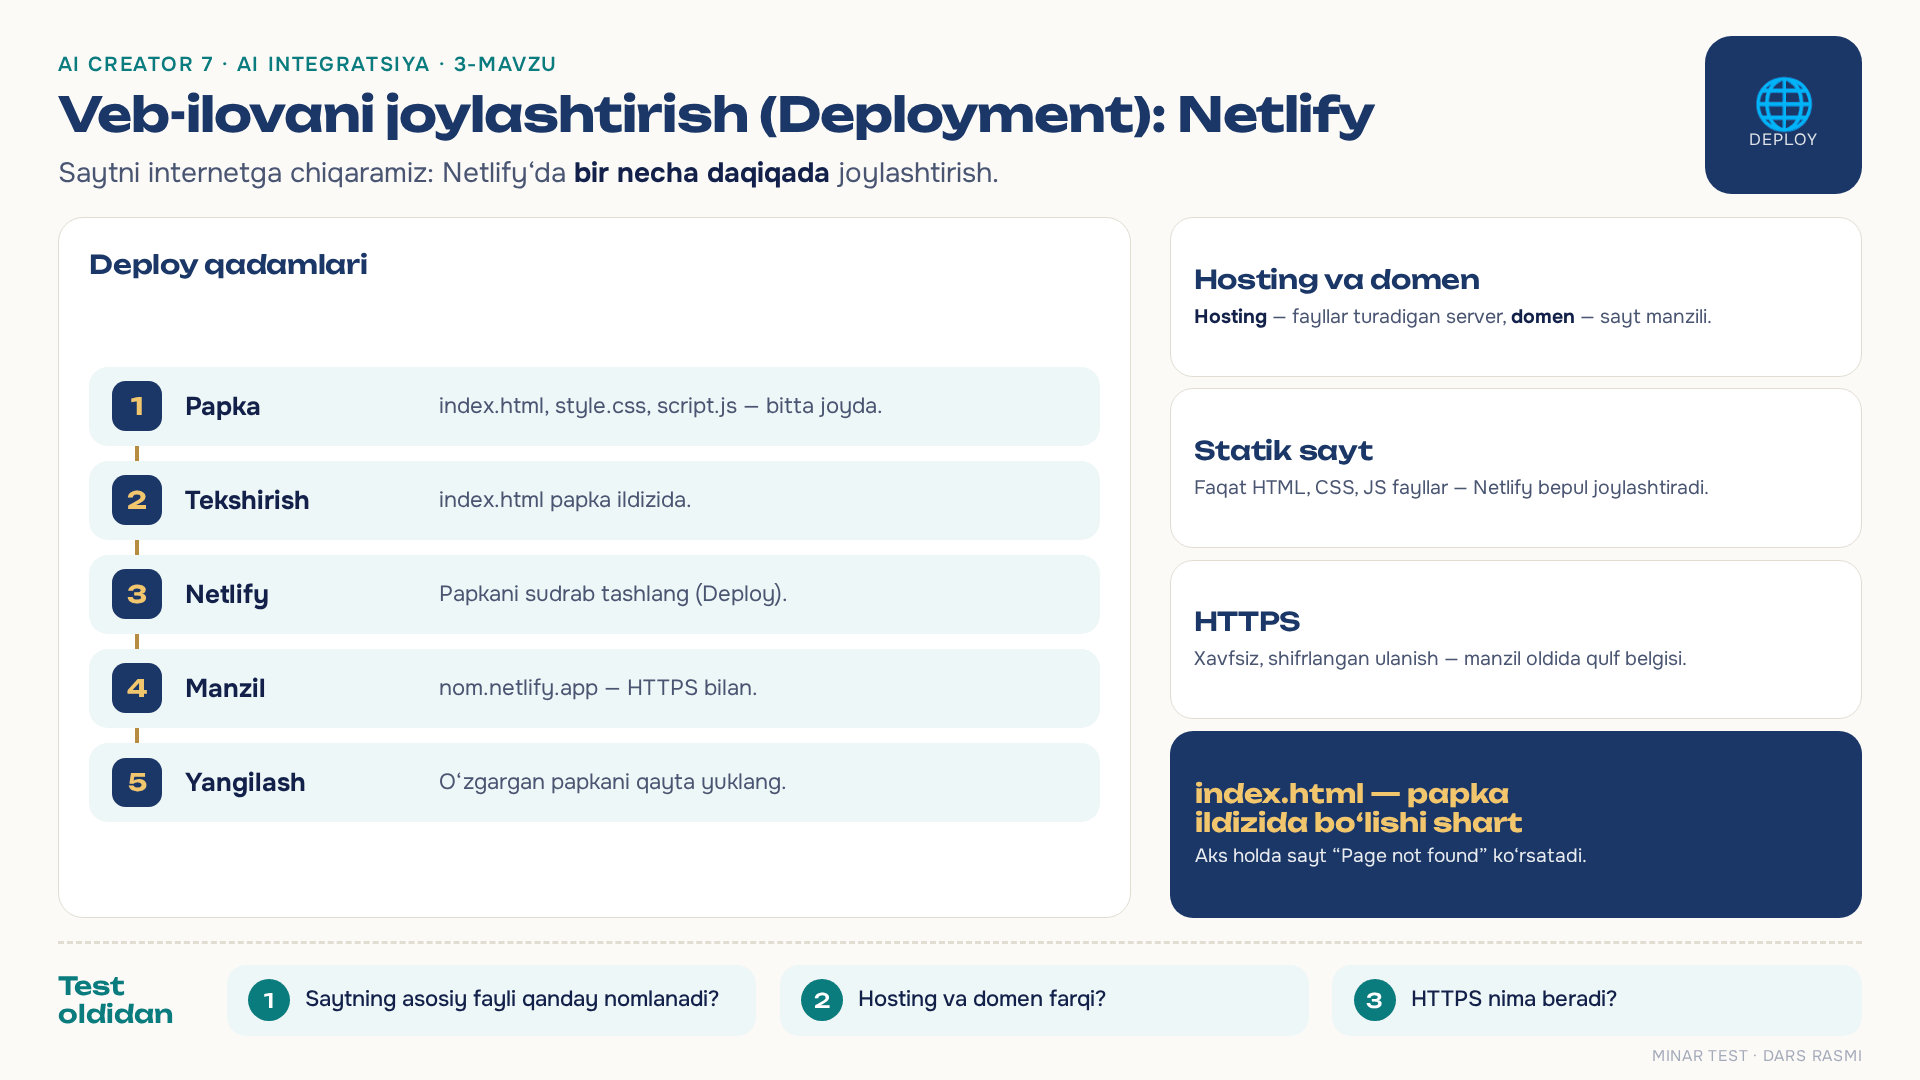 AI CREATOR 7 · AI INTEGRATSIYA · 3-MAVZU
Veb-ilovani joylashtirish (Deployment): Netlify
Saytni internetga chiqaramiz: Netlify‘da bir necha daqiqada joylashtirish.
DEPLOY
Deploy qadamlari
1 Papka index.html, style.css, script.js — bitta joyda.
2 Tekshirish index.html papka ildizida.
3 Netlify Papkani sudrab tashlang (Deploy).
4 Manzil nom.netlify.app — HTTPS bilan.
5 Yangilash O‘zgargan papkani qayta yuklang.
Hosting va domen
Hosting — fayllar turadigan server, domen — sayt manzili.
Statik sayt
Faqat HTML, CSS, JS fayllar — Netlify bepul joylashtiradi.
HTTPS
Xavfsiz, shifrlangan ulanish — manzil oldida qulf belgisi.
index.html — papka
ildizida bo‘lishi shart
Aks holda sayt “Page not found” ko‘rsatadi.
Test
oldidan
1 Saytning asosiy fayli qanday nomlanadi?
2 Hosting va domen farqi?
3 HTTPS nima beradi?
MINAR TEST · DARS RASMI